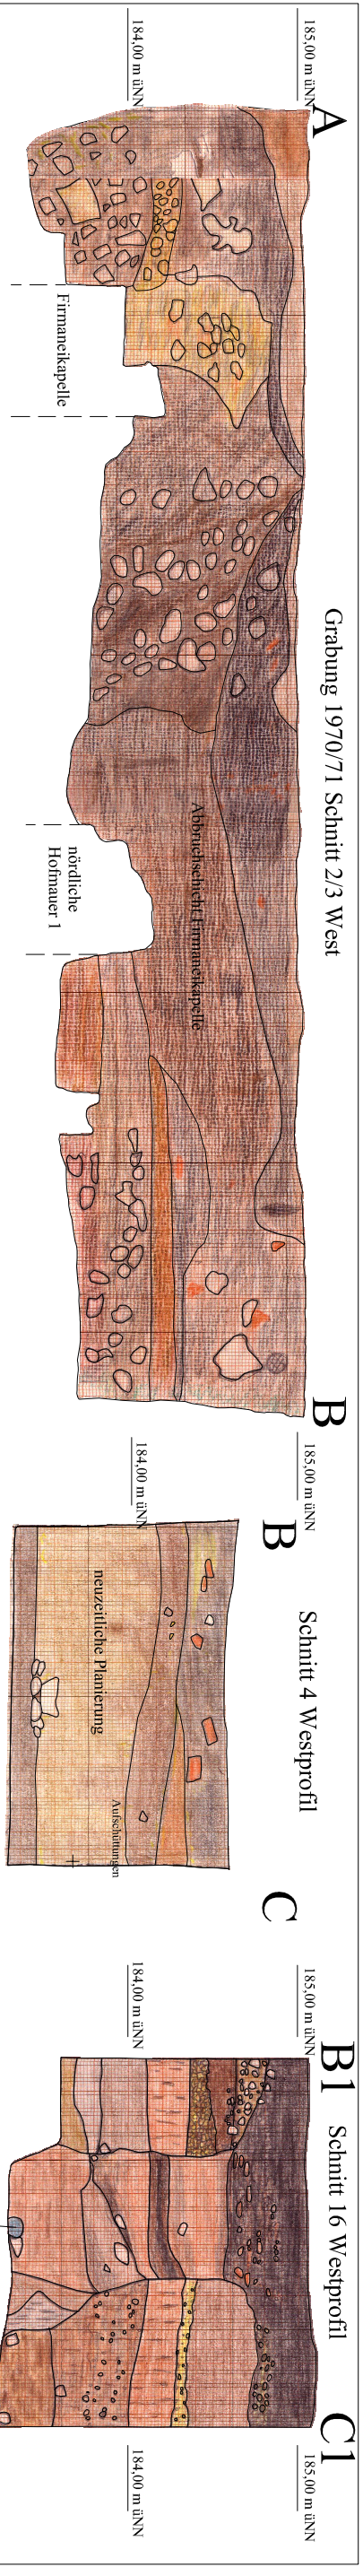 Grabung 1970/71 Schnitt 2/3 West
A
B
185,00 m üNN
185,00 m üNN
184,00 m üNN
184,00 m üNN
Firmaneikapelle
nördliche
Hofmauer 1
Abbruchschicht Firmaneikapelle
Schnitt 4 Westprofil
B
C
neuzeitliche Planierung
Aufschüttungen
Schnitt 16 Westprofil
B1
C1
185,00 m üNN
185,00 m üNN
184,00 m üNN
184,00 m üNN